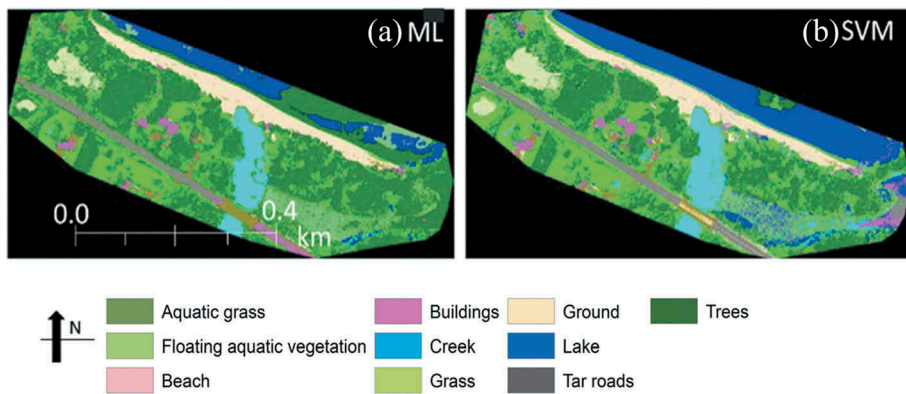 (a) ML
(b) SVM
0.0
0.4
km
N
Aquatic grass
Buildings
Ground
Trees
Floating aquatic vegetation
Creek
Lake
Beach
Grass
Tar roads